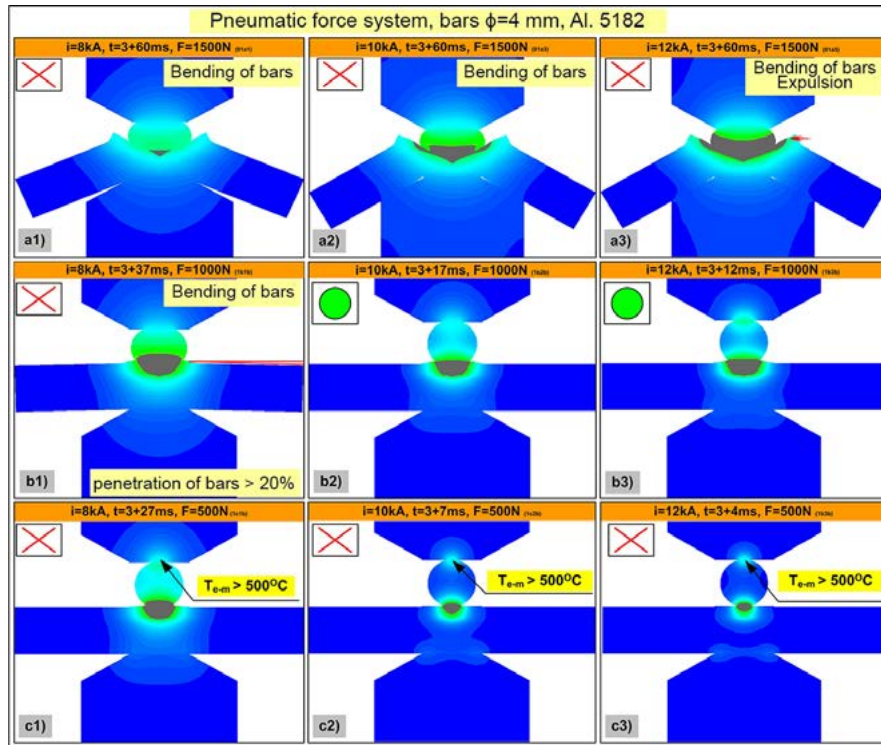 Pneumatic force system, bars ϕ=4 mm, Al. 5182
i=8kA, t=3+60ms, F=1500N
Bending of bars
a1)
i=10kA, t=3+60ms, F=1500N
Bending of bars
a2)
i=12kA, t=3+60ms, F=1500N
Bending of bars
Expulsion
a3)
i=8kA, t=3+37ms, F=1000N (1b1b)
Bending of bars
b1)
penetration of bars > 20%
i=10kA, t=3+17ms, F=1000N (1b2b)
b2)
i=12kA, t=3+12ms, F=1000N (1b3b)
b3)
i=8kA, t=3+27ms, F=500N
Te-m > 500°C
c1)
i=10kA, t=3+7ms, F=500N
Te-m > 500°C
c2)
i=12kA, t=3+4ms, F=500N
Te-m > 500°C
c3)